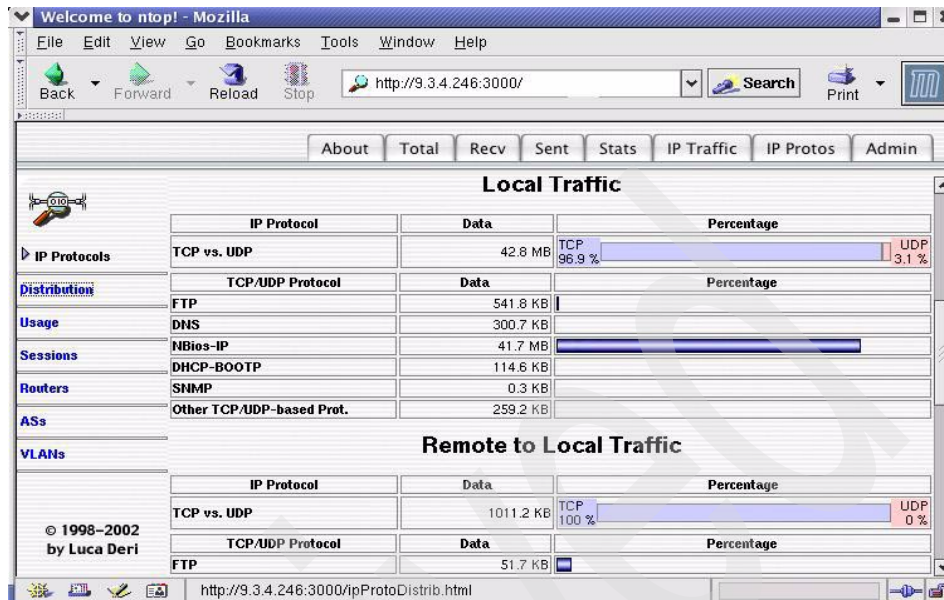 Welcome to ntop! - Mozilla
File Edit View Go Bookmarks Tools Window Help
Back Forward Reload Stop http://9.3.4.246:3000/ Search Print
About Total Recv Sent Stats IP Traffic IP Protos Admin
IP Protocols
Distribution
Usage
Sessions
Routers
ASs
VLANs
© 1998-2002
by Luca Deri
Local Traffic
IP Protocol Data Percentage
TCP vs. UDP 42.8 MB TCP 96.9 % UDP 3.1 %
TCP/UDP Protocol Data Percentage
FTP 541.8 KB
DNS 300.7 KB
NBios-IP 41.7 MB
DHCP-BOOTP 114.6 KB
SNMP 0.3 KB
Other TCP/UDP-based Prot. 259.2 KB
Remote to Local Traffic
IP Protocol Data Percentage
TCP vs. UDP 1011.2 KB TCP 100 % UDP 0 %
TCP/UDP Protocol Data Percentage
FTP 51.7 KB
http://9.3.4.246:3000/ipProtoDistrib.html